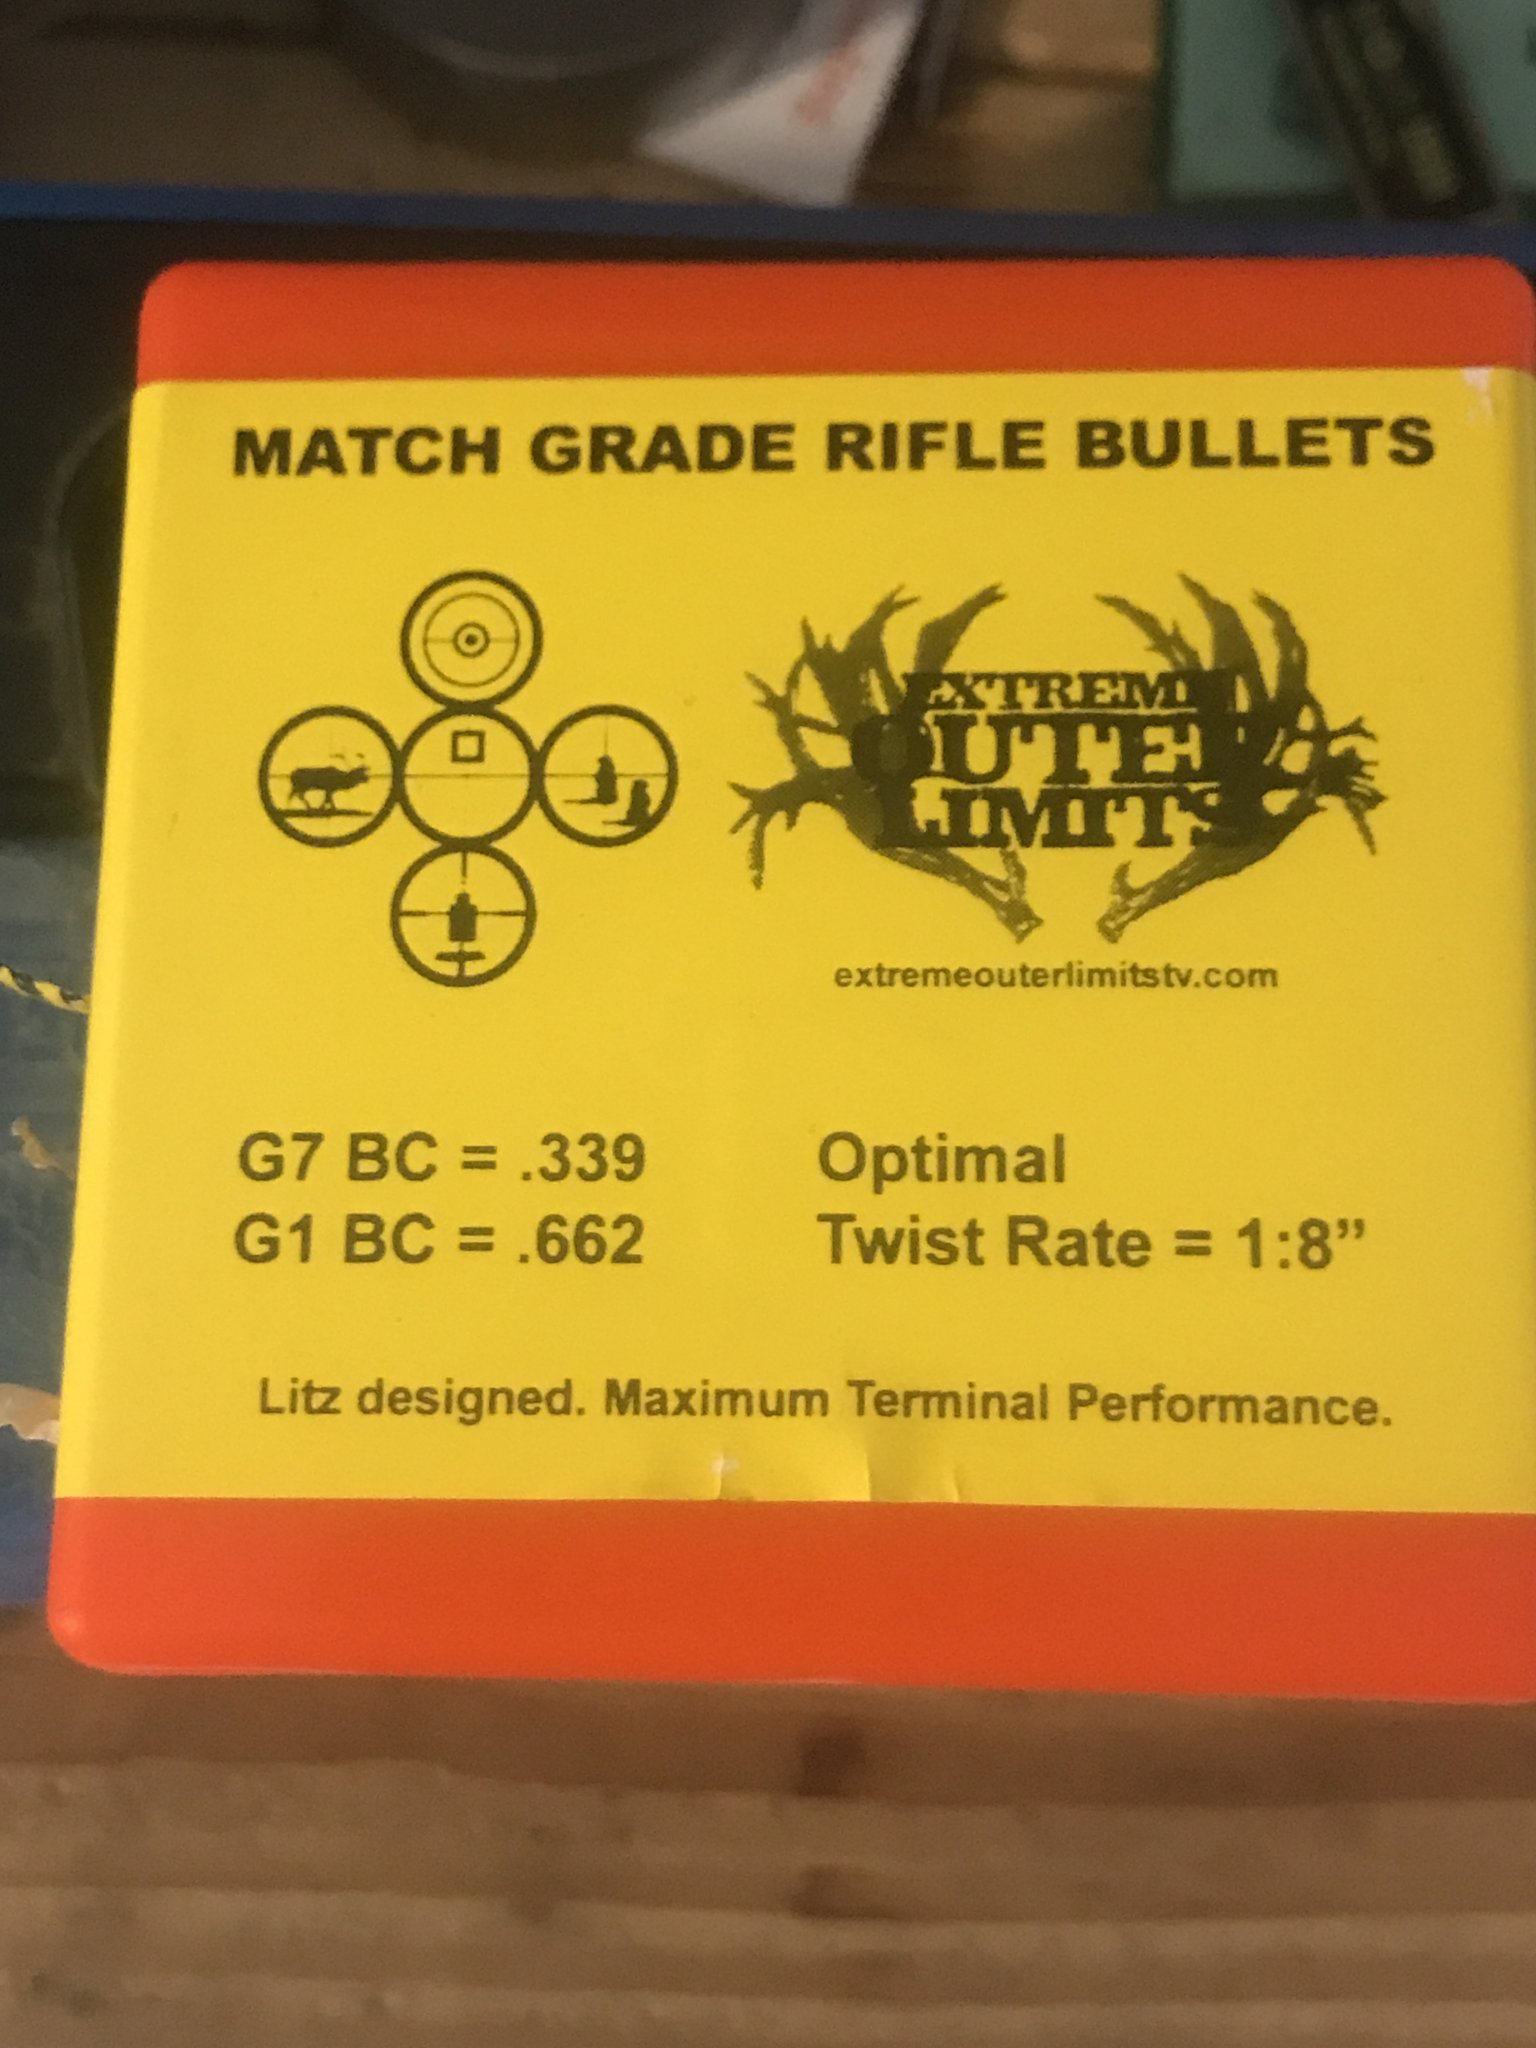 MATCH GRADE RIFLE BULLETS
EXTREME
OUTER
LIMITS
extremeouterlimitstv.com
G7 BC = .339
G1 BC = .662
Optimal
Twist Rate = 1:8”
Litz designed. Maximum Terminal Performance.